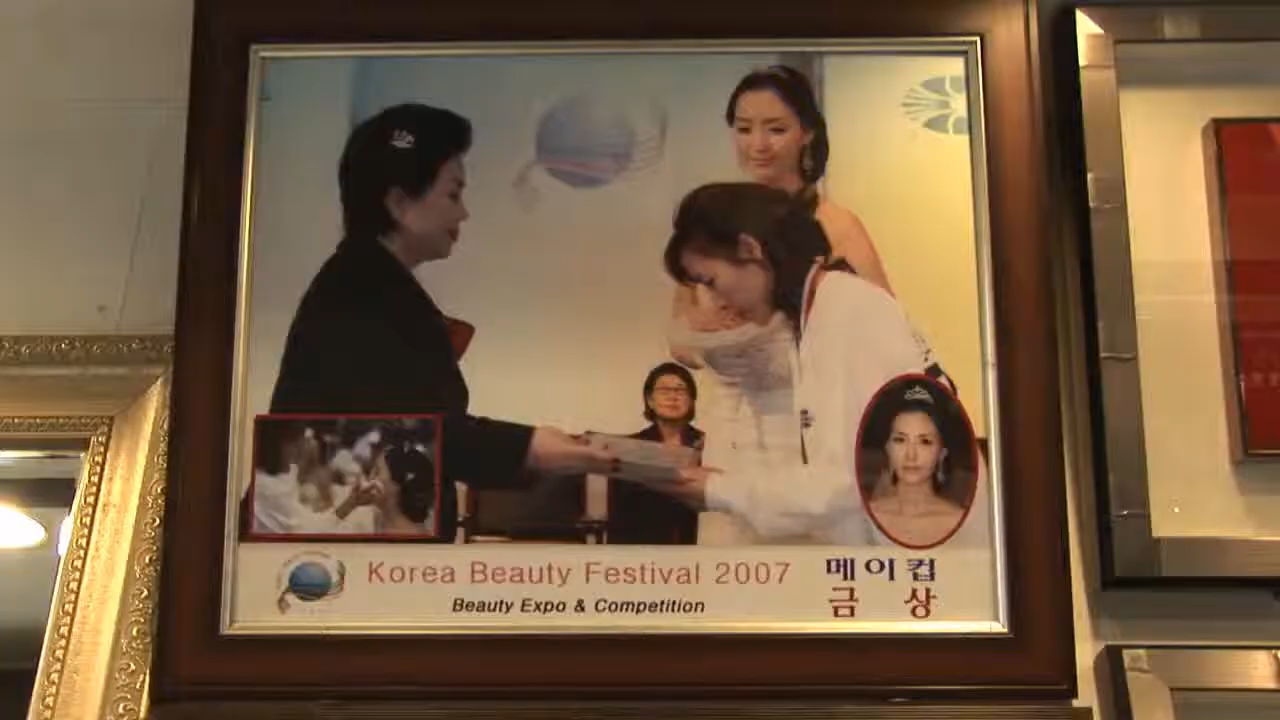 Korea Beauty Festival 2007
Beauty Expo & Competition
메이컵
금 상